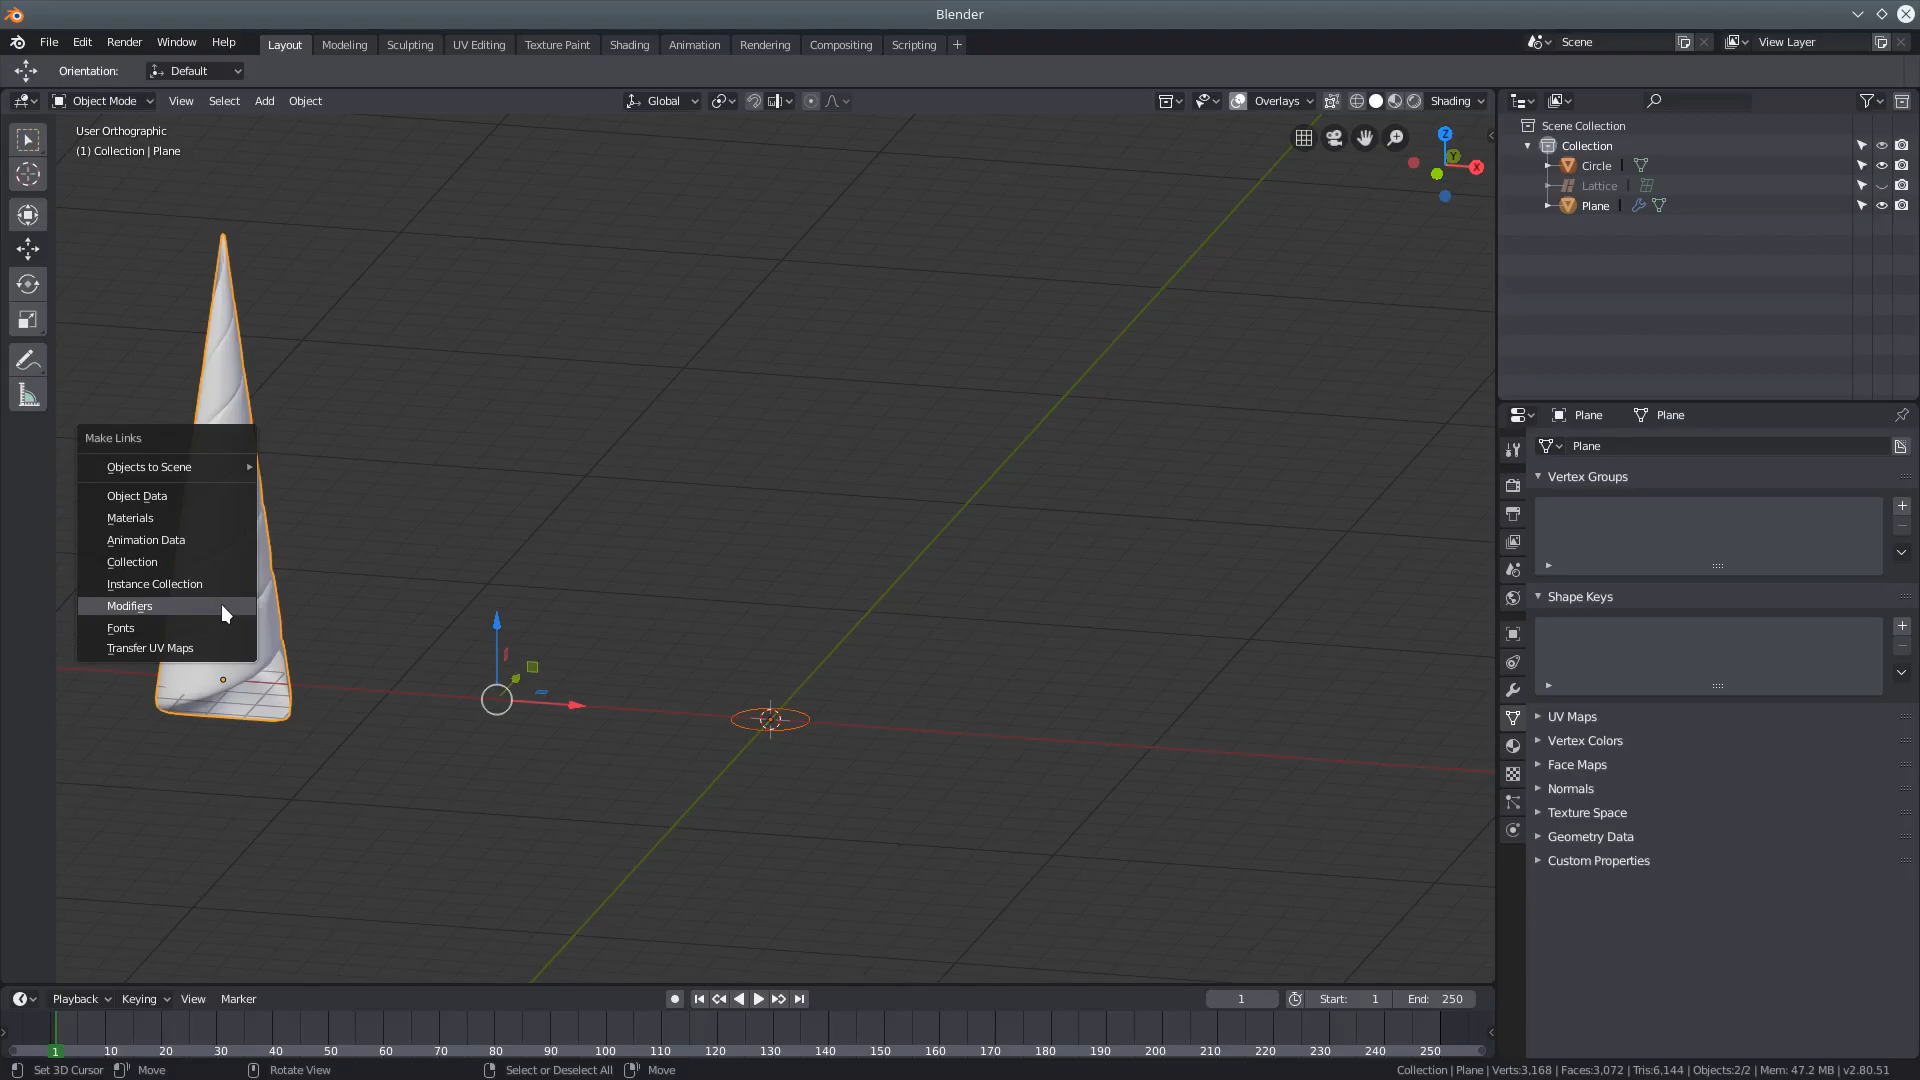 Blender
File Edit Render Window Help Layout Modeling Sculpting UV Editing Texture Paint Shading Animation Rendering Compositing Scripting + Scene View Layer
Orientation: Default
Object Mode View Select Add Object Global Overlays Shading
User Orthographic
(1) Collection | Plane
Z
Y
X
Scene Collection
Collection
Circle
Lattice
Plane
Make Links
Objects to Scene
Object Data
Materials
Animation Data
Collection
Instance Collection
Modifiers
Fonts
Transfer UV Maps
Plane Plane
Plane
Vertex Groups
Shape Keys
UV Maps
Vertex Colors
Face Maps
Normals
Texture Space
Geometry Data
Custom Properties
Playback Keying View Marker 1 Start: 1 End: 250
1 10 20 30 40 50 60 70 80 90 100 110 120 130 140 150 160 170 180 190 200 210 220 230 240 250
Set 3D Cursor Move Rotate View Select or Deselect All Move Collection | Plane | Verts:3,168 | Faces:3,072 | Tris:6,144 | Objects:2/2 | Mem: 47.2 MB | v2.80.51